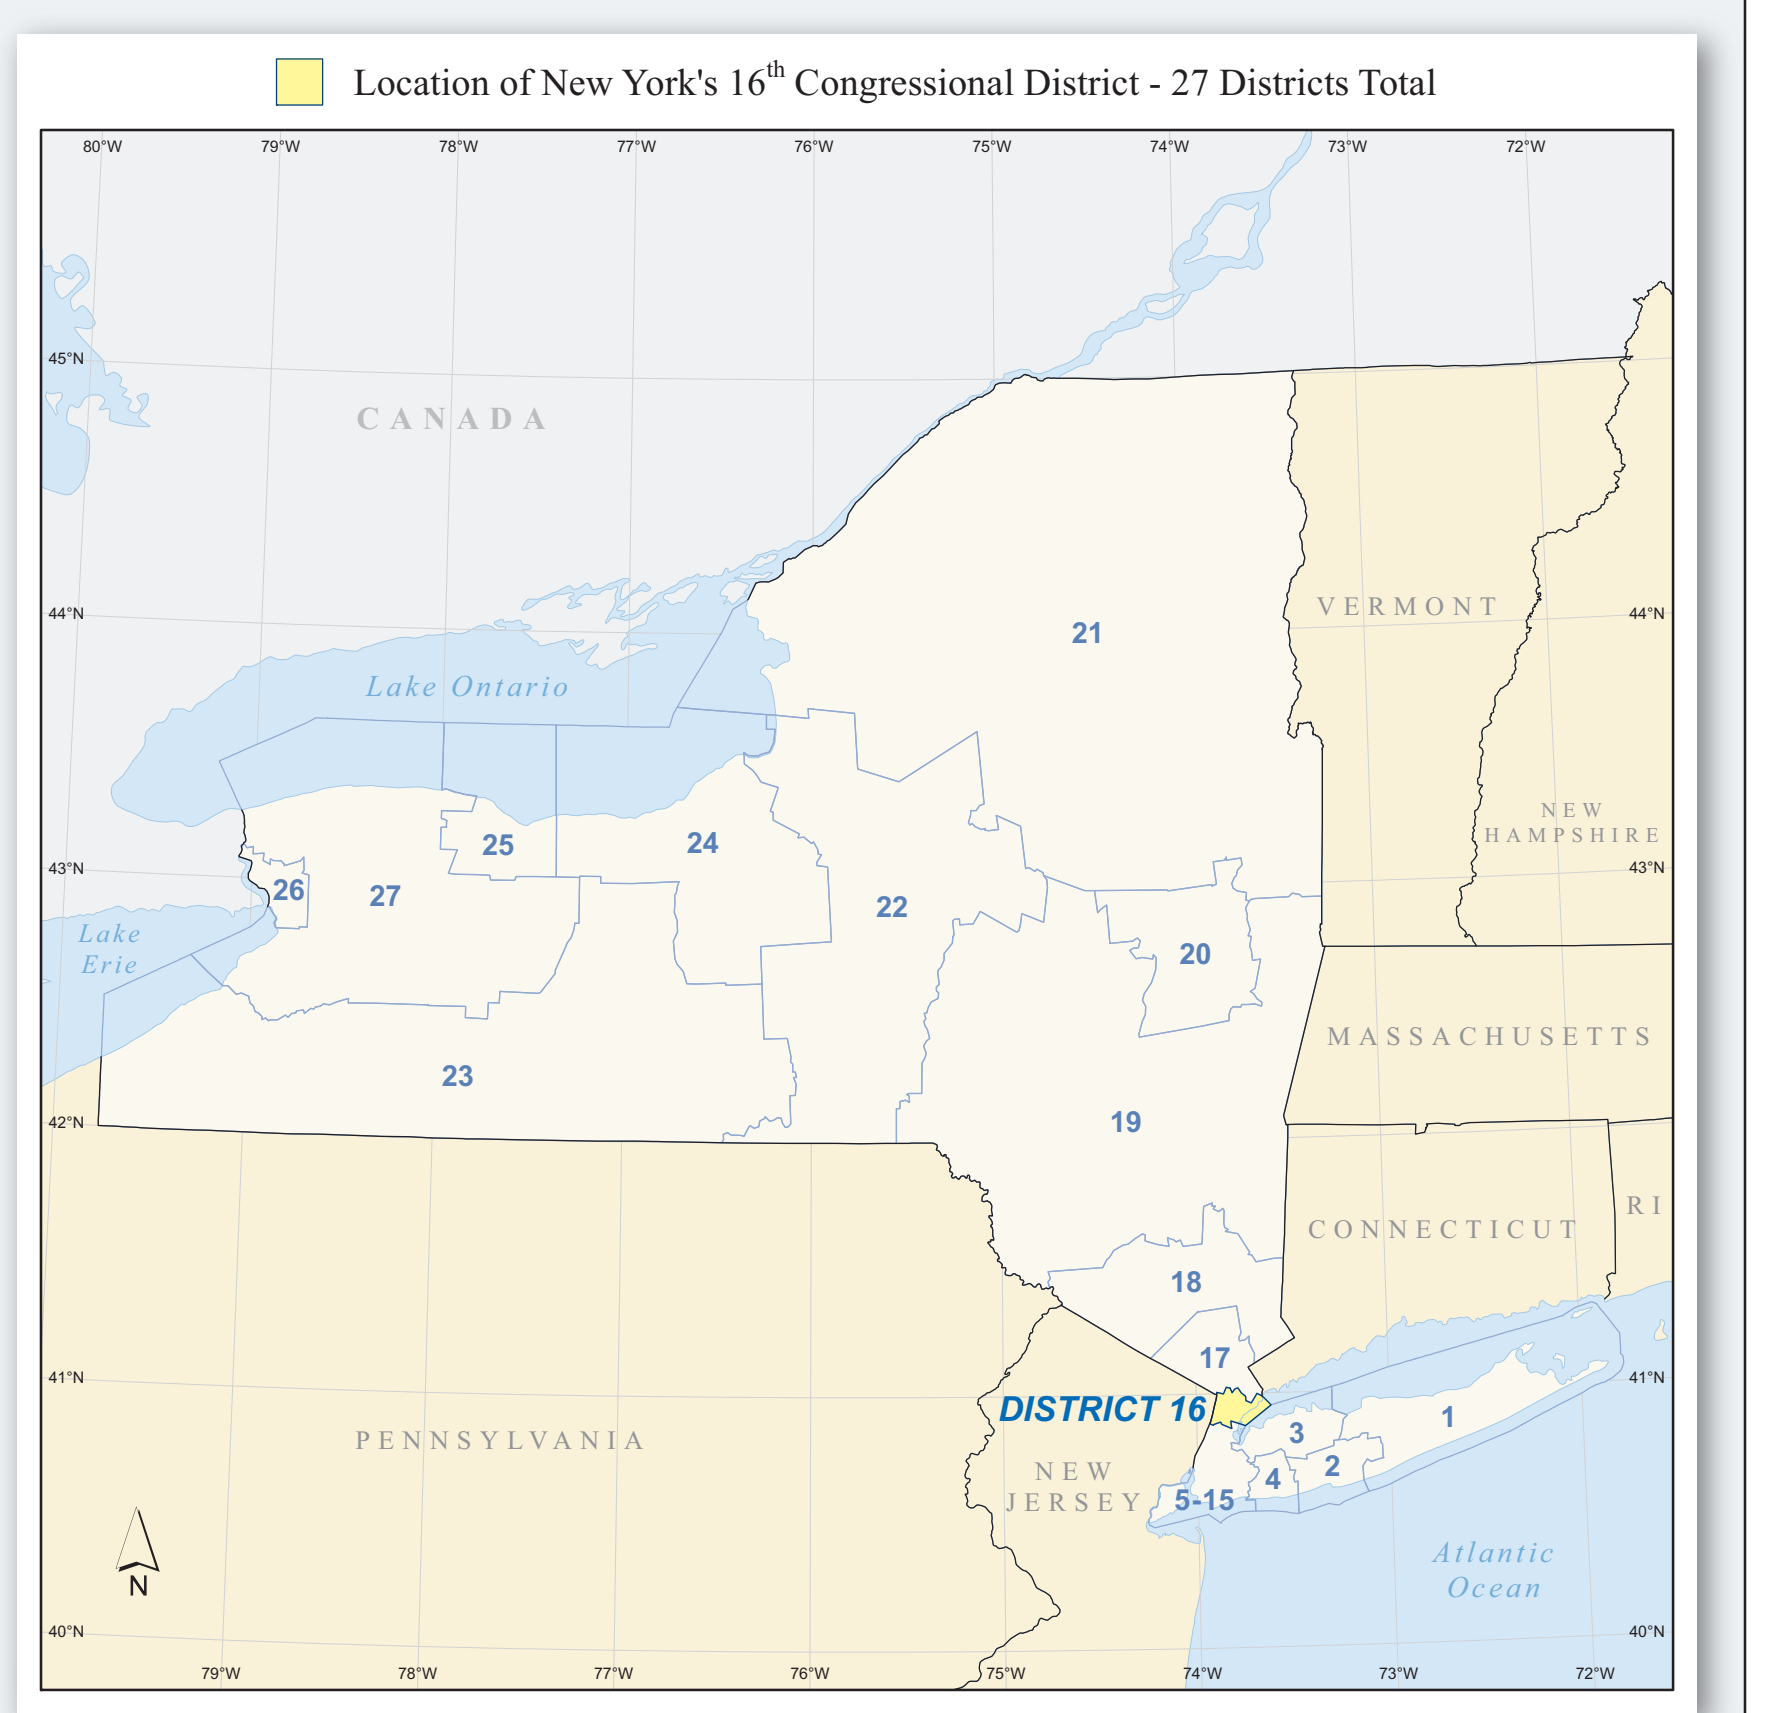 Location of New York's 16th Congressional District - 27 Districts Total
80°W 79°W 78°W 77°W 76°W 75°W 74°W 73°W 72°W
45°N
CANADA
44°N
VERMONT
44°N
21
Lake Ontario
NEW
HAMPSHIRE
25
24
43°N
43°N
26
27
22
Lake
Erie
20
MASSACHUSETTS
23
42°N
19
RI
CONNECTICUT
18
17
41°N
41°N
DISTRICT 16
1
3
PENNSYLVANIA
2
NEW
JERSEY
4
5-15
Atlantic
Ocean
N
40°N
40°N
79°W 78°W 77°W 76°W 75°W 74°W 73°W 72°W